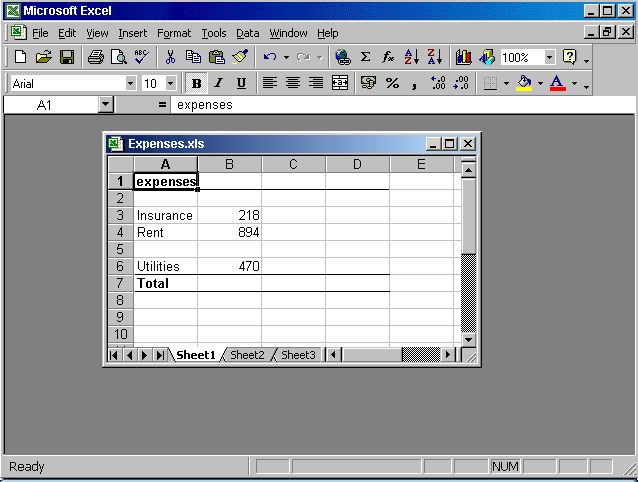 Microsoft Excel
File Edit View Insert Format Tools Data Window Help
100%
Arial 10 B I U % ,
A1 = expenses
Expenses.xls
A B C D E
1 expenses
2
3 Insurance 218
4 Rent 894
5
6 Utilities 470
7 Total
8
9
10
Sheet1 Sheet2 Sheet3
Ready NUM